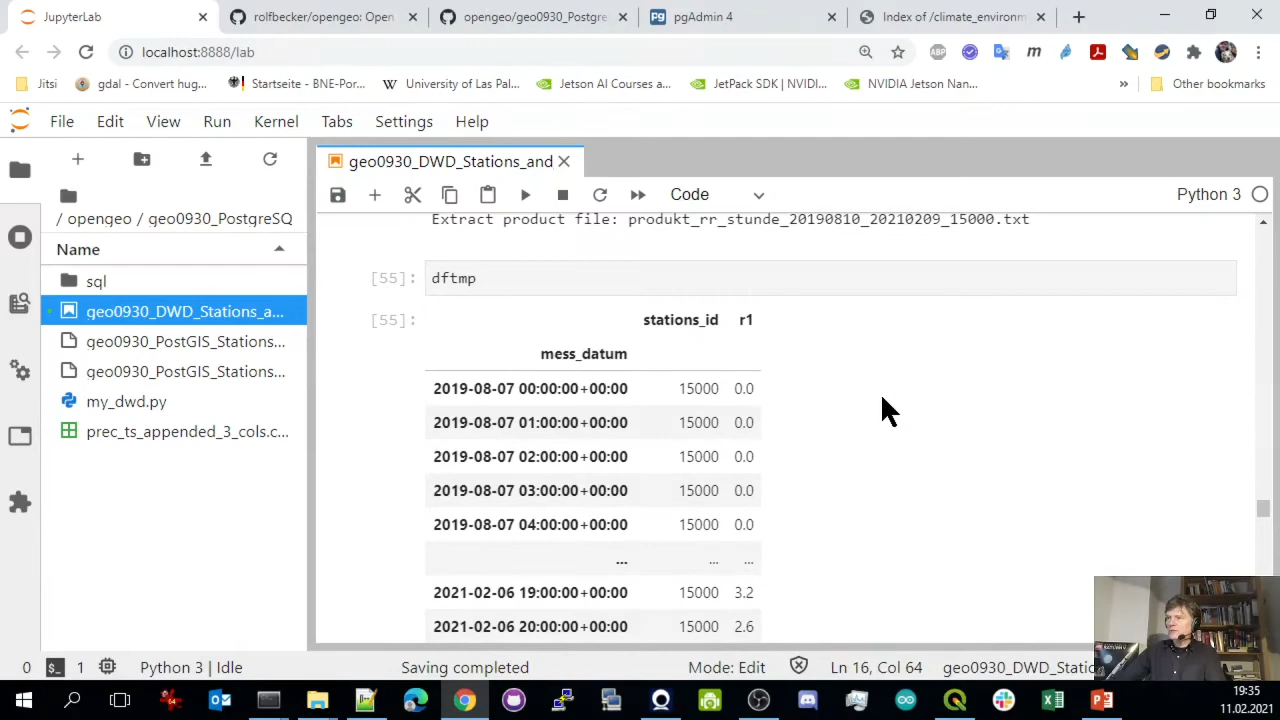 JupyterLab
rolfbecker/opengeo: Open
opengeo/geo0930_Postgre
pgAdmin 4
Index of /climate_environm
localhost:8888/lab
ABP
m
Jitsi
gdal - Convert hug...
Startseite – BNE-Por...
University of Las Pal...
Jetson AI Courses a...
JetPack SDK | NVIDI...
NVIDIA Jetson Nan...
»
Other bookmarks
File
Edit
View
Run
Kernel
Tabs
Settings
Help
geo0930_DWD_Stations_and
/ opengeo / geo0930_PostgreSQ
Code
Python 3
Name
sql
geo0930_DWD_Stations_a...
geo0930_PostGIS_Stations...
geo0930_PostGIS_Stations...
my_dwd.py
prec_ts_appended_3_cols.c...
Extract product file: produkt_rr_stunde_20190810_20210209_15000.txt
[55]: dftmp
[55]:
stations_id r1
mess_datum
2019-08-07 00:00:00+00:00 15000 0.0
2019-08-07 01:00:00+00:00 15000 0.0
2019-08-07 02:00:00+00:00 15000 0.0
2019-08-07 03:00:00+00:00 15000 0.0
2019-08-07 04:00:00+00:00 15000 0.0
... ... ...
2021-02-06 19:00:00+00:00 15000 3.2
2021-02-06 20:00:00+00:00 15000 2.6
0
1
Python 3 | Idle
Saving completed
Mode: Edit
Ln 16, Col 64
geo0930_DWD_Statio
19:35
11.02.2021